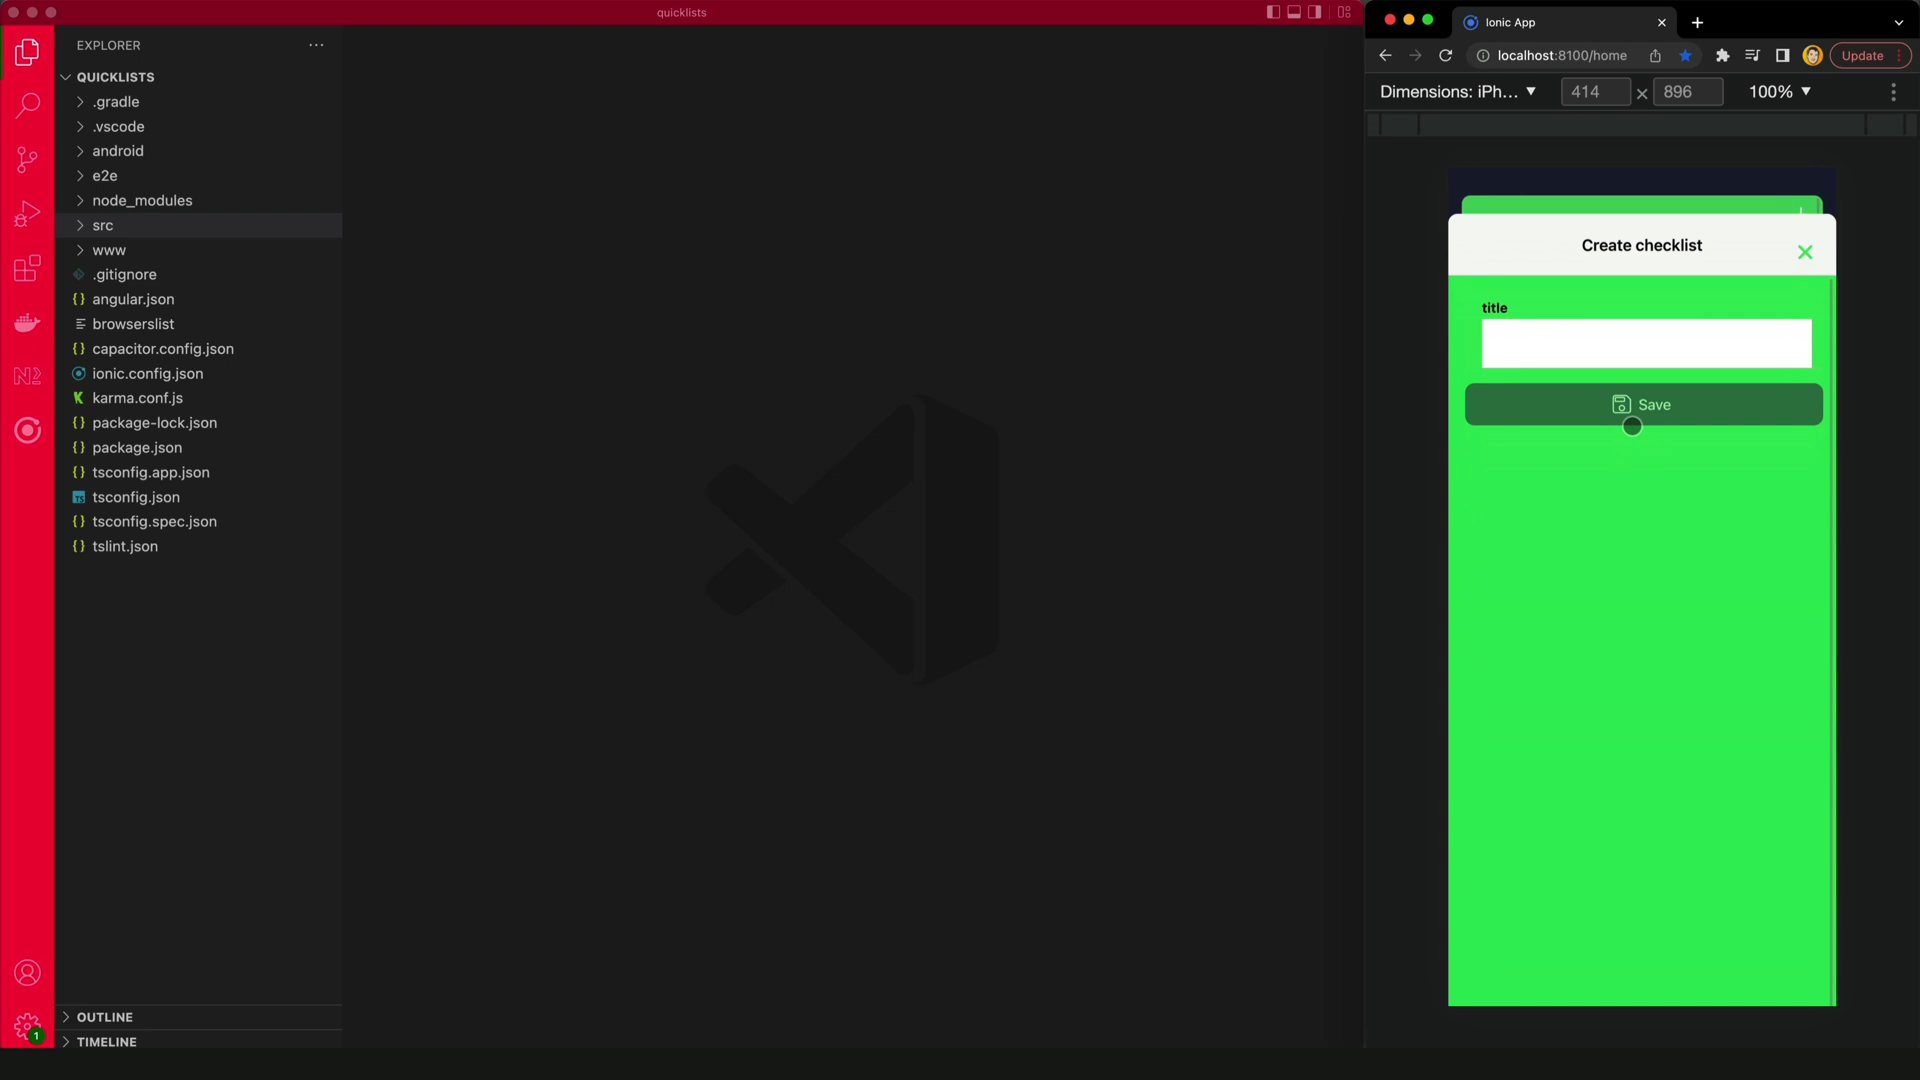 quicklists
EXPLORER
QUICKLISTS
.gradle
.vscode
android
e2e
node_modules
src
www
.gitignore
angular.json
browserslist
capacitor.config.json
ionic.config.json
karma.conf.js
package-lock.json
package.json
tsconfig.app.json
tsconfig.json
tsconfig.spec.json
tslint.json
OUTLINE
1
TIMELINE
Ionic App
localhost:8100/home
Update
Dimensions: iPh...
414
896
100%
Create checklist
title
Save